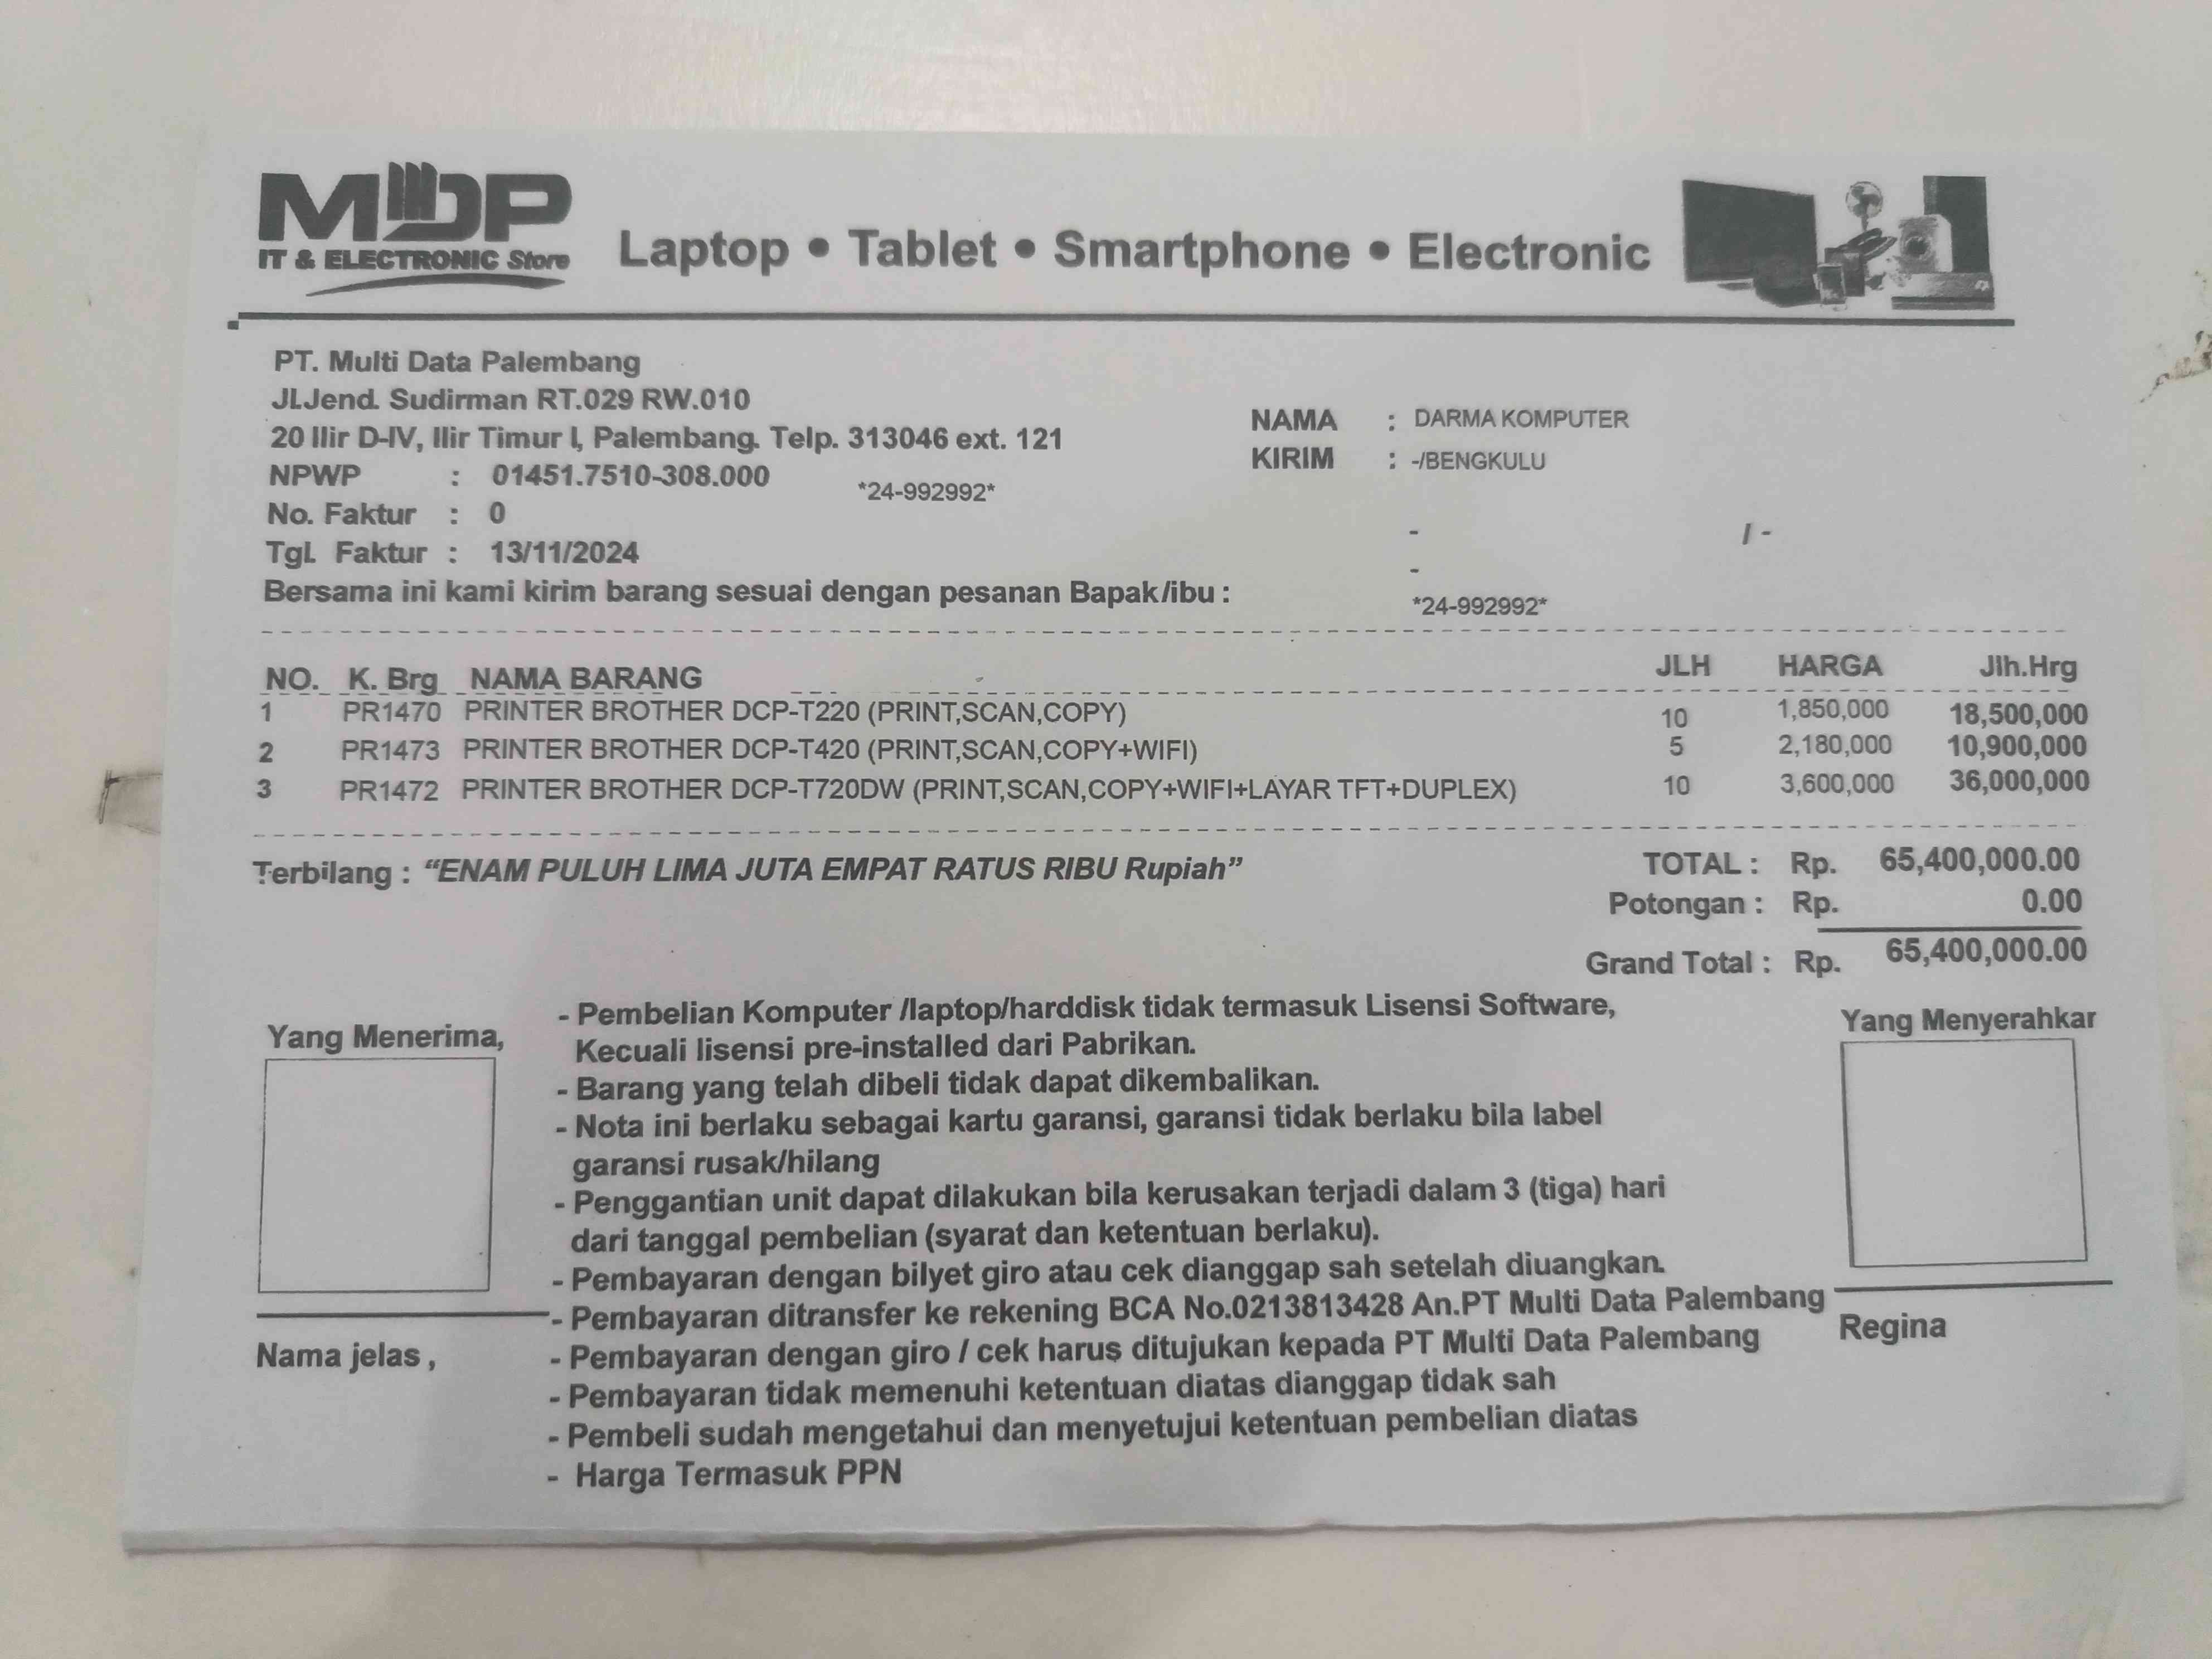 MDP
IT & ELECTRONIC Store
Laptop • Tablet • Smartphone • Electronic
PT. Multi Data Palembang
Jl.Jend. Sudirman RT.029 RW.010
20 Ilir D-IV, Ilir Timur I, Palembang. Telp. 313046 ext. 121
NPWP : 01451.7510-308.000
*24-992992*
No. Faktur : 0
Tgl. Faktur : 13/11/2024
Bersama ini kami kirim barang sesuai dengan pesanan Bapak/ibu :
NAMA : DARMA KOMPUTER
KIRIM : -/BENGKULU
- / -
-
*24-992992*
NO. K. Brg NAMA BARANG JLH HARGA Jlh.Hrg
1 PR1470 PRINTER BROTHER DCP-T220 (PRINT,SCAN,COPY) 10 1,850,000 18,500,000
2 PR1473 PRINTER BROTHER DCP-T420 (PRINT,SCAN,COPY+WIFI) 5 2,180,000 10,900,000
3 PR1472 PRINTER BROTHER DCP-T720DW (PRINT,SCAN,COPY+WIFI+LAYAR TFT+DUPLEX) 10 3,600,000 36,000,000
Terbilang : “ENAM PULUH LIMA JUTA EMPAT RATUS RIBU Rupiah”
TOTAL : Rp. 65,400,000.00
Potongan : Rp. 0.00
Grand Total : Rp. 65,400,000.00
Yang Menerima,
Nama jelas ,
- Pembelian Komputer /laptop/harddisk tidak termasuk Lisensi Software,
Kecuali lisensi pre-installed dari Pabrikan.
- Barang yang telah dibeli tidak dapat dikembalikan.
- Nota ini berlaku sebagai kartu garansi, garansi tidak berlaku bila label
garansi rusak/hilang
- Penggantian unit dapat dilakukan bila kerusakan terjadi dalam 3 (tiga) hari
dari tanggal pembelian (syarat dan ketentuan berlaku).
- Pembayaran dengan bilyet giro atau cek dianggap sah setelah diuangkan.
- Pembayaran ditransfer ke rekening BCA No.0213813428 An.PT Multi Data Palembang
- Pembayaran dengan giro / cek harus ditujukan kepada PT Multi Data Palembang
- Pembayaran tidak memenuhi ketentuan diatas dianggap tidak sah
- Pembeli sudah mengetahui dan menyetujui ketentuan pembelian diatas
- Harga Termasuk PPN
Yang Menyerahkar
Regina